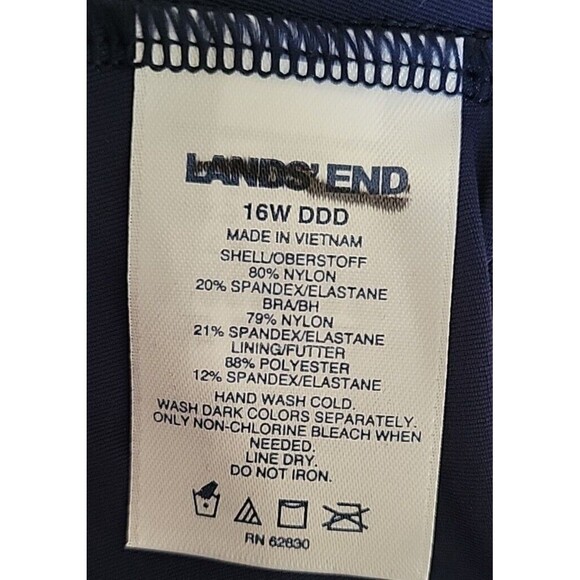 LANDS' END
16W DDD
MADE IN VIETNAM
SHELL/OBERSTOFF
80% NYLON
20% SPANDEX/ELASTANE
BRA/BH
79% NYLON
21% SPANDEX/ELASTANE
LINING/FUTTER
88% POLYESTER
12% SPANDEX/ELASTANE
HAND WASH COLD.
WASH DARK COLORS SEPARATELY.
ONLY NON-CHLORINE BLEACH WHEN
NEEDED.
LINE DRY.
DO NOT IRON.
RN 62830